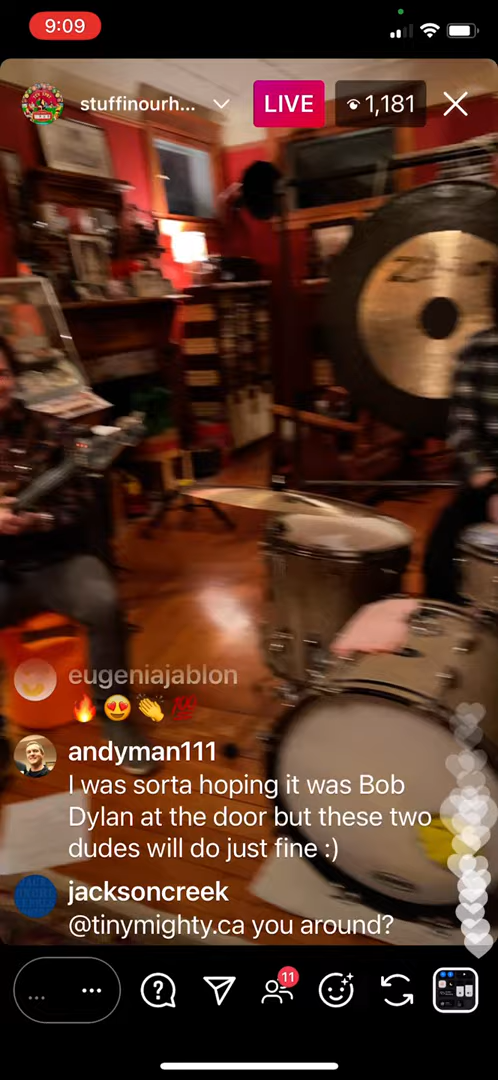 9:09
stuffinourh...
LIVE
1,181
eugeniajablon
🔥😍👏💯
andyman111
I was sorta hoping it was Bob
Dylan at the door but these two
dudes will do just fine :)
jacksoncreek
@tinymighty.ca you around?
... ...
11